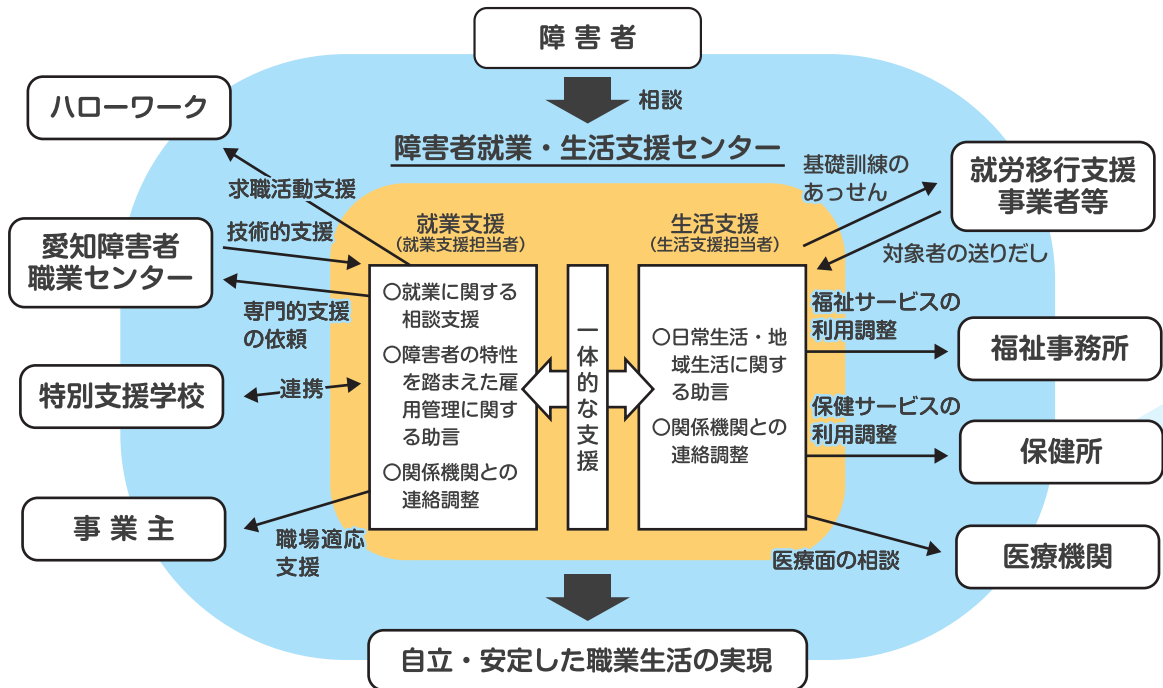 障害者
相談
障害者就業・生活支援センター
ハローワーク
求職活動支援
愛知障害者
職業センター
技術的支援
専門的支援
の依頼
特別支援学校
連携
事業主
職場適応
支援
就業支援
(就業支援担当者)
○就業に関する
相談支援
○障害者の特性
を踏まえた雇
用管理に関す
る助言
○関係機関との
連絡調整
一体的な支援
生活支援
(生活支援担当者)
○日常生活・地
域生活に関す
る助言
○関係機関との
連絡調整
基礎訓練の
あっせん
就労移行支援
事業者等
対象者の送りだし
福祉サービスの
利用調整
福祉事務所
保健サービスの
利用調整
保健所
医療面の相談
医療機関
自立・安定した職業生活の実現